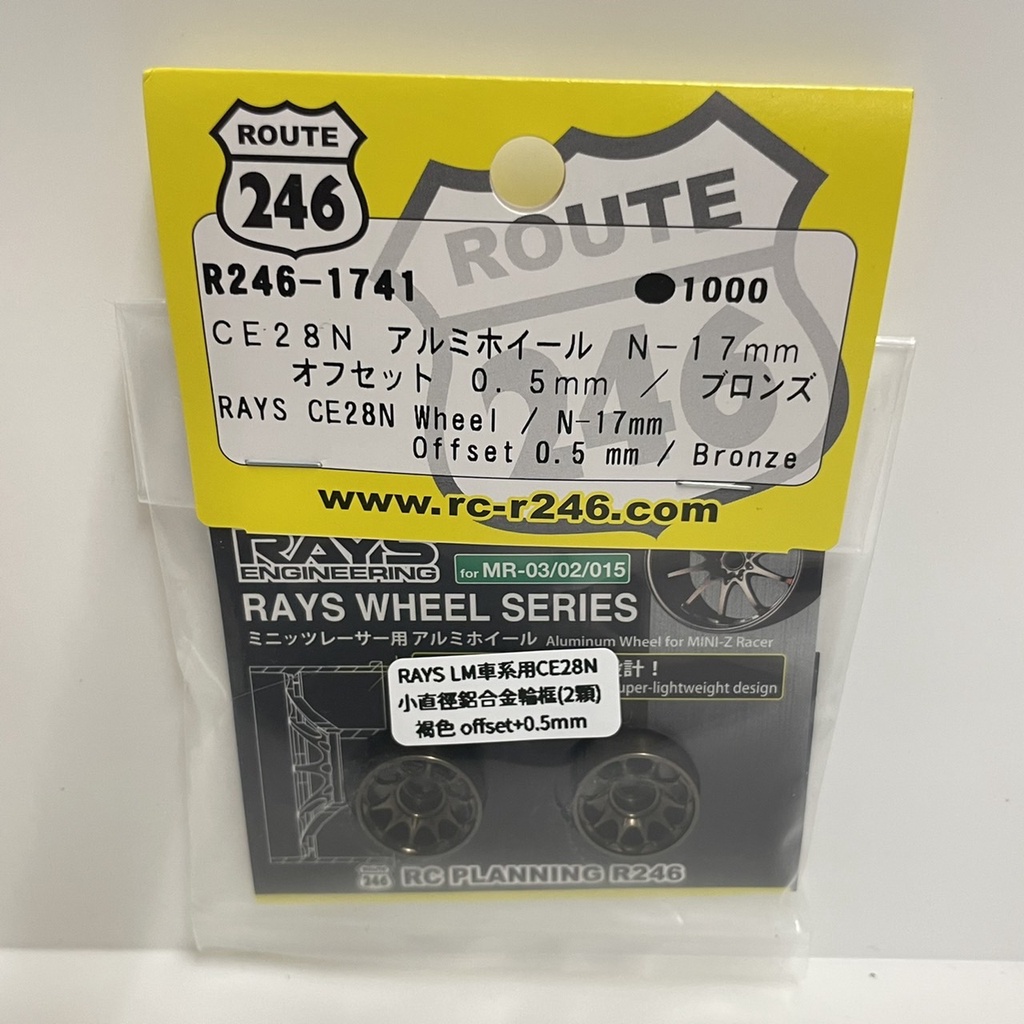 ROUTE
246
ROUTE
246
R246-1741
●1000
CE28N アルミホイール N-17mm
オフセット 0.5mm / ブロンズ
RAYS CE28N Wheel / N-17mm
Offset 0.5 mm / Bronze
www.rc-r246.com
RAYS
ENGINEERING
for MR-03/02/015
RAYS WHEEL SERIES
ミニッツレーサー用 アルミホイール Aluminum Wheel for MINI-Z Racer
計！
super-lightweight design
RAYS LM車系用CE28N
小直徑鋁合金輪框(2顆)
褐色 offset+0.5mm
ROUTE
246
RC PLANNING R246